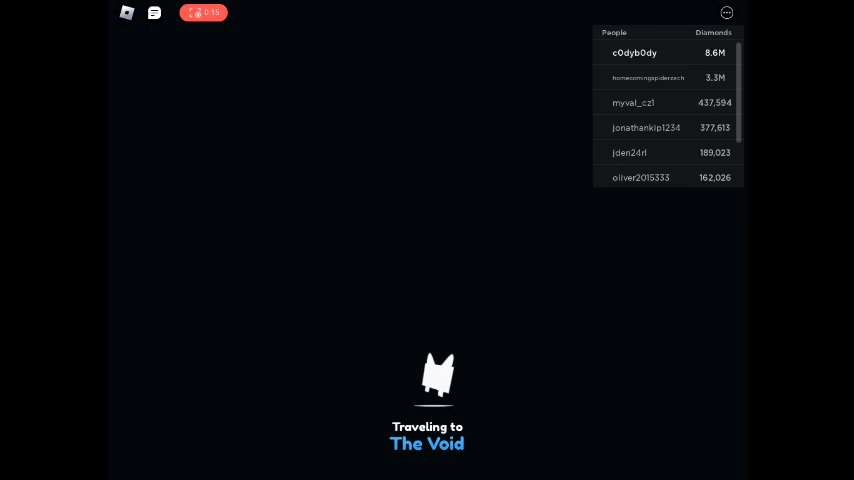 0:15
People Diamonds
c0dyb0dy 8.6M
homecomingspiderzach 3.3M
myval_cz1 437,594
jonathankip1234 377,613
jden24rl 189,023
oliver2015333 162,026
Traveling to
The Void